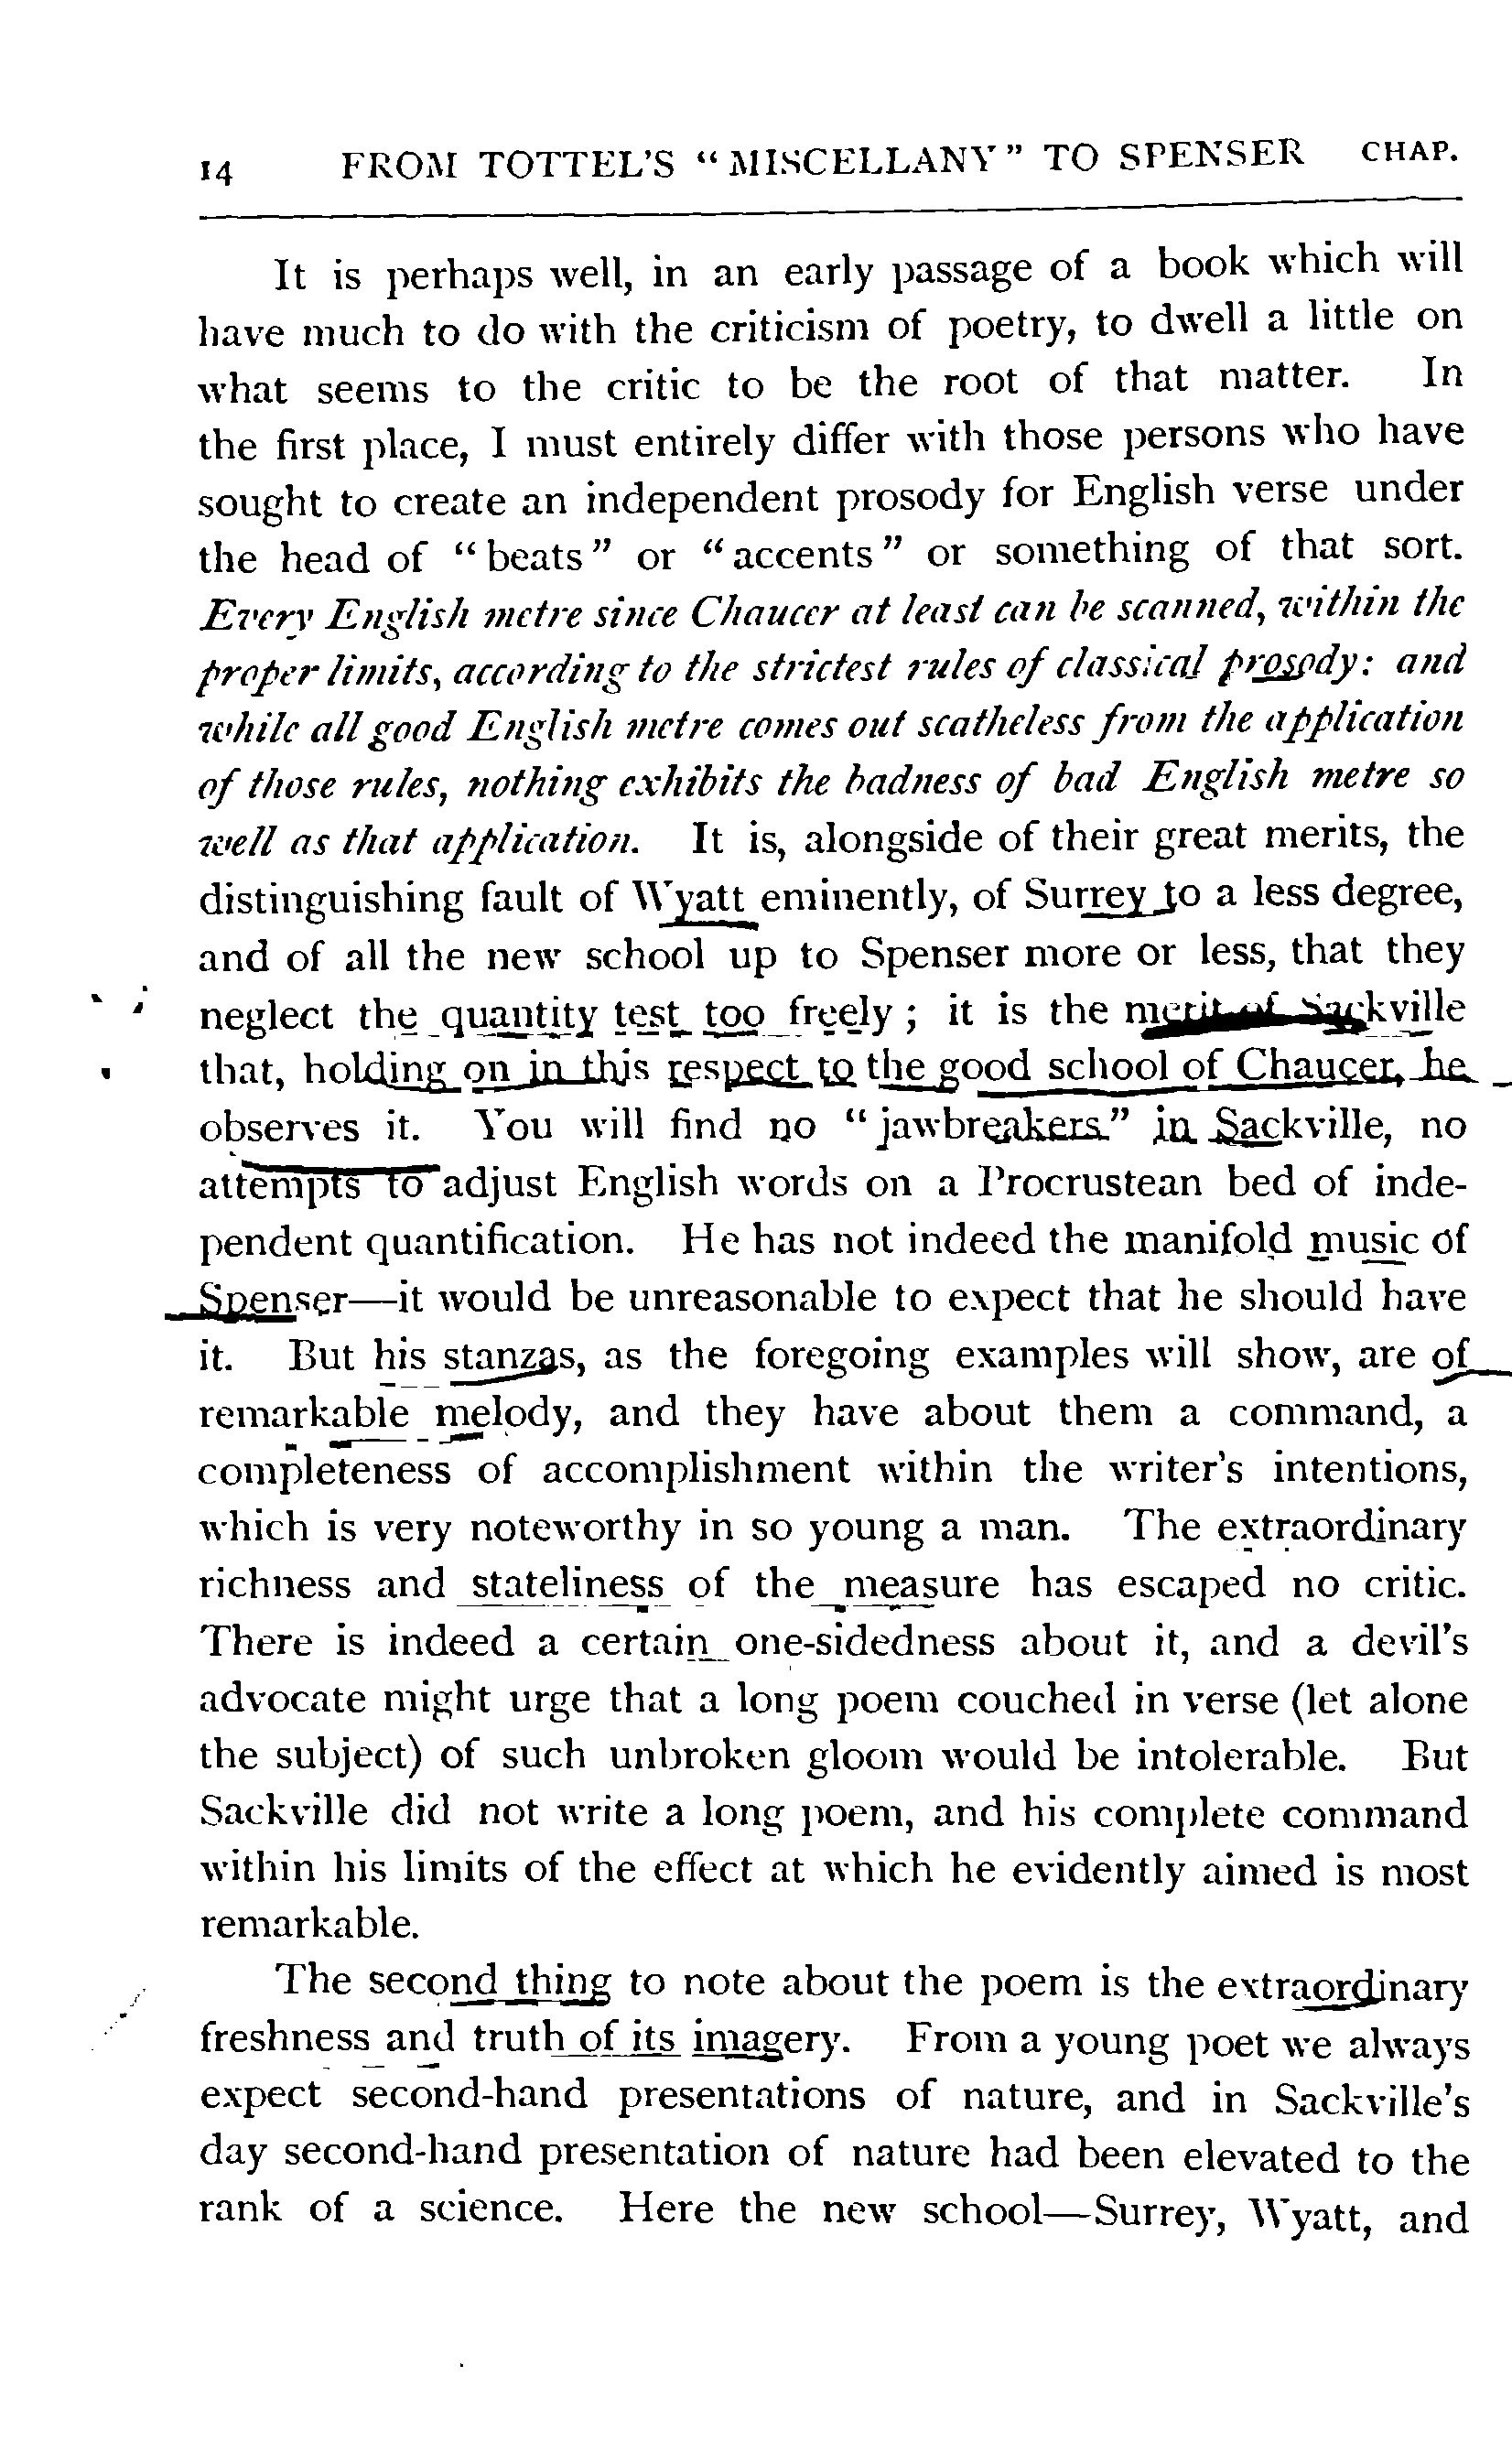 14 FROM TOTTEL'S “MISCELLANY” TO SPENSER CHAP.
It is perhaps well, in an early passage of a book which will
have much to do with the criticism of poetry, to dwell a little on
what seems to the critic to be the root of that matter. In
the first place, I must entirely differ with those persons who have
sought to create an independent prosody for English verse under
the head of “beats” or “accents” or something of that sort.
Every English metre since Chaucer at least can be scanned, within the
proper limits, according to the strictest rules of classical prosody: and
while all good English metre comes out scatheless from the application
of those rules, nothing exhibits the badness of bad English metre so
well as that application. It is, alongside of their great merits, the
distinguishing fault of Wyatt eminently, of Surrey to a less degree,
and of all the new school up to Spenser more or less, that they
neglect the quantity test too freely; it is the merit of Sackville
that, holding on in this respect to the good school of Chaucer, he
observes it. You will find no “jawbreakers” in Sackville, no
attempts to adjust English words on a Procrustean bed of inde-
pendent quantification. He has not indeed the manifold music of
Spenser—it would be unreasonable to expect that he should have
it. But his stanzas, as the foregoing examples will show, are of
remarkable melody, and they have about them a command, a
completeness of accomplishment within the writer's intentions,
which is very noteworthy in so young a man. The extraordinary
richness and stateliness of the measure has escaped no critic.
There is indeed a certain one-sidedness about it, and a devil's
advocate might urge that a long poem couched in verse (let alone
the subject) of such unbroken gloom would be intolerable. But
Sackville did not write a long poem, and his complete command
within his limits of the effect at which he evidently aimed is most
remarkable.
The second thing to note about the poem is the extraordinary
freshness and truth of its imagery. From a young poet we always
expect second-hand presentations of nature, and in Sackville's
day second-hand presentation of nature had been elevated to the
rank of a science. Here the new school—Surrey, Wyatt, and